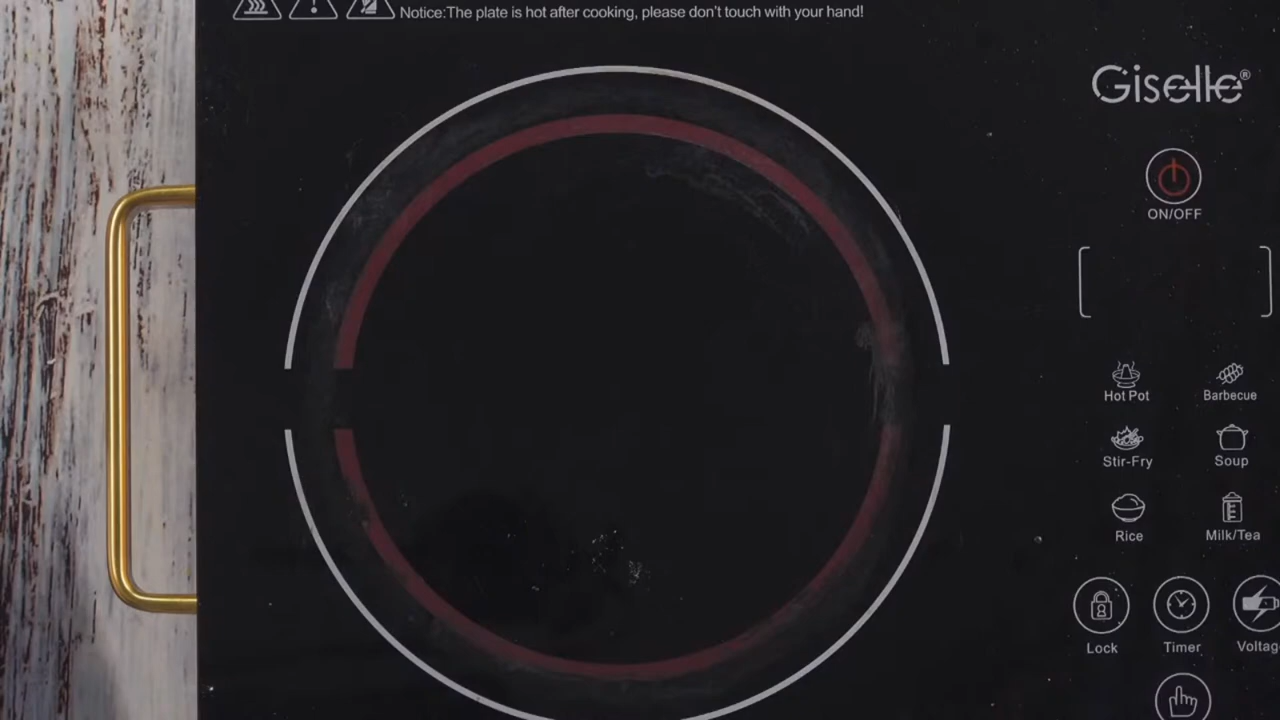 Notice:The plate is hot after cooking, please don't touch with your hand!
Giselle®
ON/OFF
Hot Pot
Barbecue
Stir-Fry
Soup
Rice
Milk/Tea
Lock
Timer
Voltag